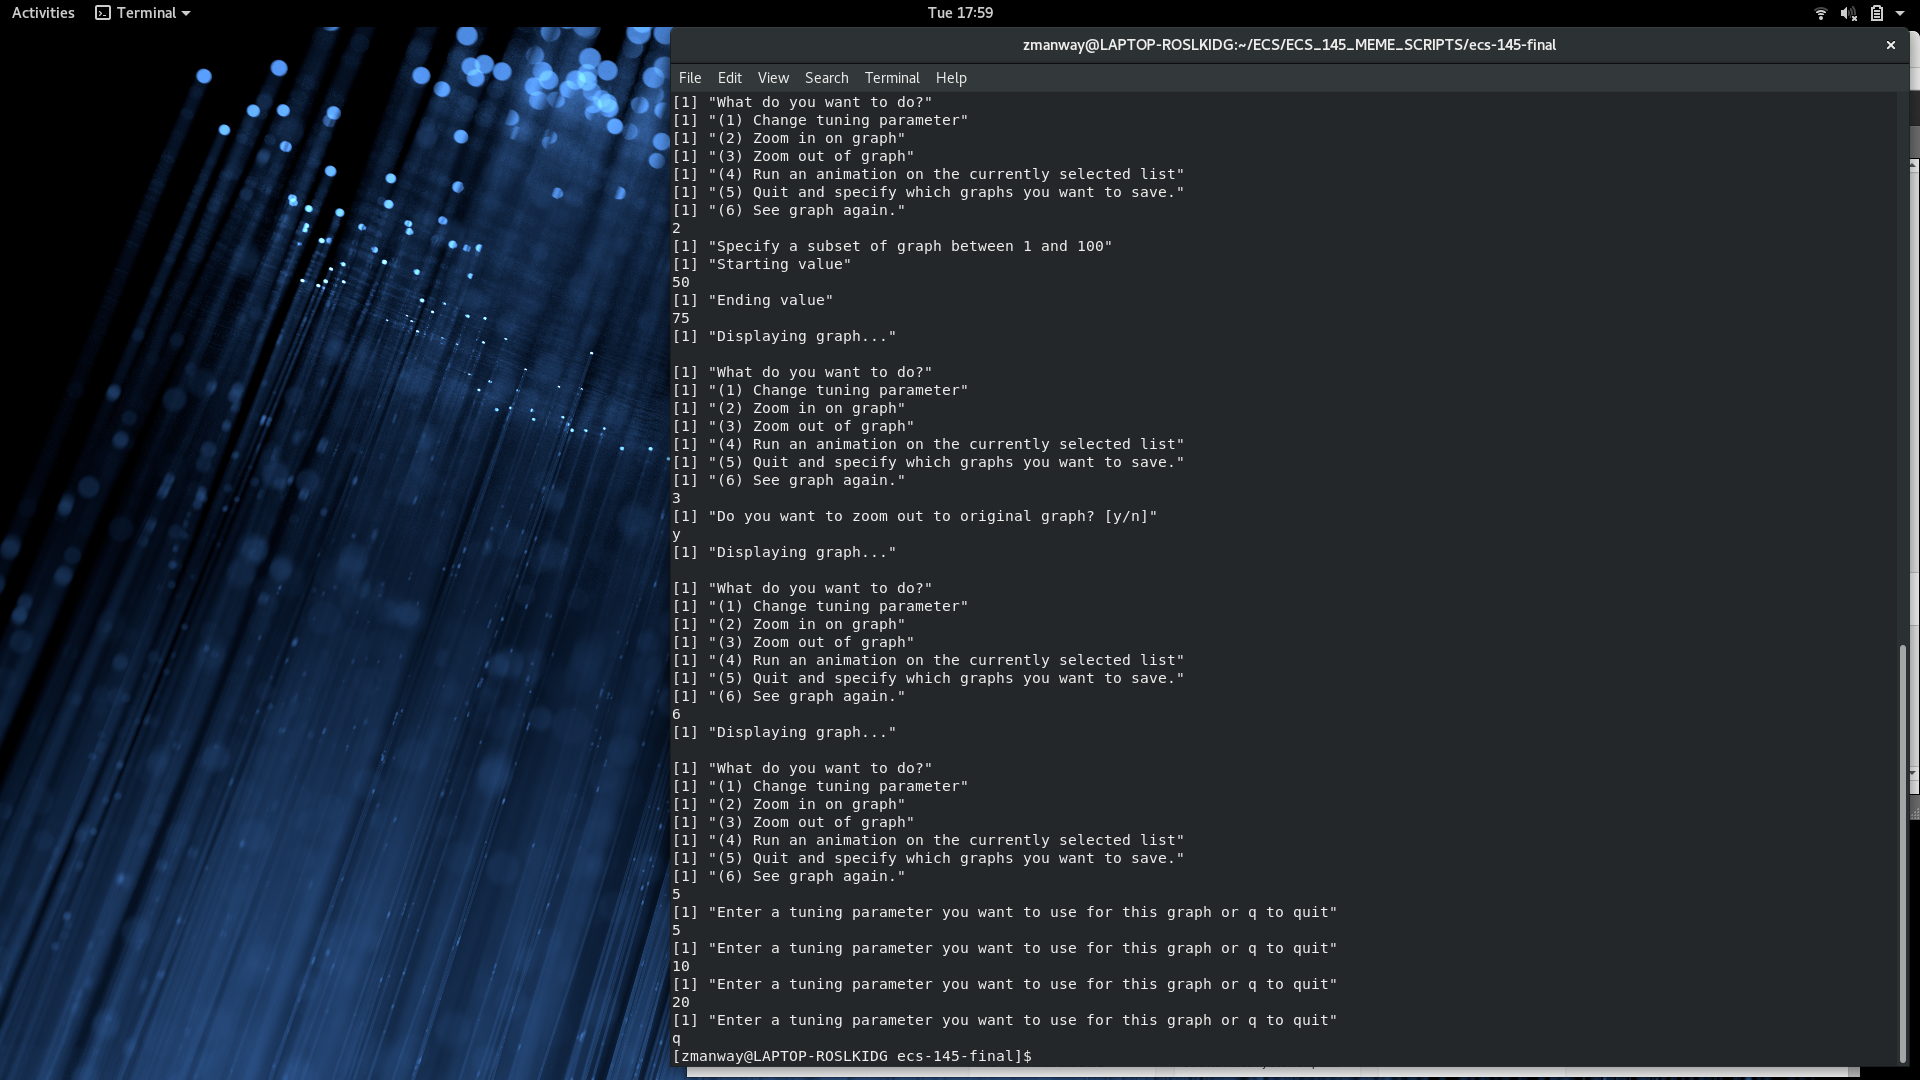 Activities Terminal Tue 17:59
zmanway@LAPTOP-ROSLKIDG:~/ECS/ECS_145_MEME_SCRIPTS/ecs-145-final
File Edit View Search Terminal Help
[1] "What do you want to do?"
[1] "(1) Change tuning parameter"
[1] "(2) Zoom in on graph"
[1] "(3) Zoom out of graph"
[1] "(4) Run an animation on the currently selected list"
[1] "(5) Quit and specify which graphs you want to save."
[1] "(6) See graph again."
2
[1] "Specify a subset of graph between 1 and 100"
[1] "Starting value"
50
[1] "Ending value"
75
[1] "Displaying graph..."
[1] "What do you want to do?"
[1] "(1) Change tuning parameter"
[1] "(2) Zoom in on graph"
[1] "(3) Zoom out of graph"
[1] "(4) Run an animation on the currently selected list"
[1] "(5) Quit and specify which graphs you want to save."
[1] "(6) See graph again."
3
[1] "Do you want to zoom out to original graph? [y/n]"
y
[1] "Displaying graph..."
[1] "What do you want to do?"
[1] "(1) Change tuning parameter"
[1] "(2) Zoom in on graph"
[1] "(3) Zoom out of graph"
[1] "(4) Run an animation on the currently selected list"
[1] "(5) Quit and specify which graphs you want to save."
[1] "(6) See graph again."
6
[1] "Displaying graph..."
[1] "What do you want to do?"
[1] "(1) Change tuning parameter"
[1] "(2) Zoom in on graph"
[1] "(3) Zoom out of graph"
[1] "(4) Run an animation on the currently selected list"
[1] "(5) Quit and specify which graphs you want to save."
[1] "(6) See graph again."
5
[1] "Enter a tuning parameter you want to use for this graph or q to quit"
5
[1] "Enter a tuning parameter you want to use for this graph or q to quit"
10
[1] "Enter a tuning parameter you want to use for this graph or q to quit"
20
[1] "Enter a tuning parameter you want to use for this graph or q to quit"
q
[zmanway@LAPTOP-ROSLKIDG ecs-145-final]$